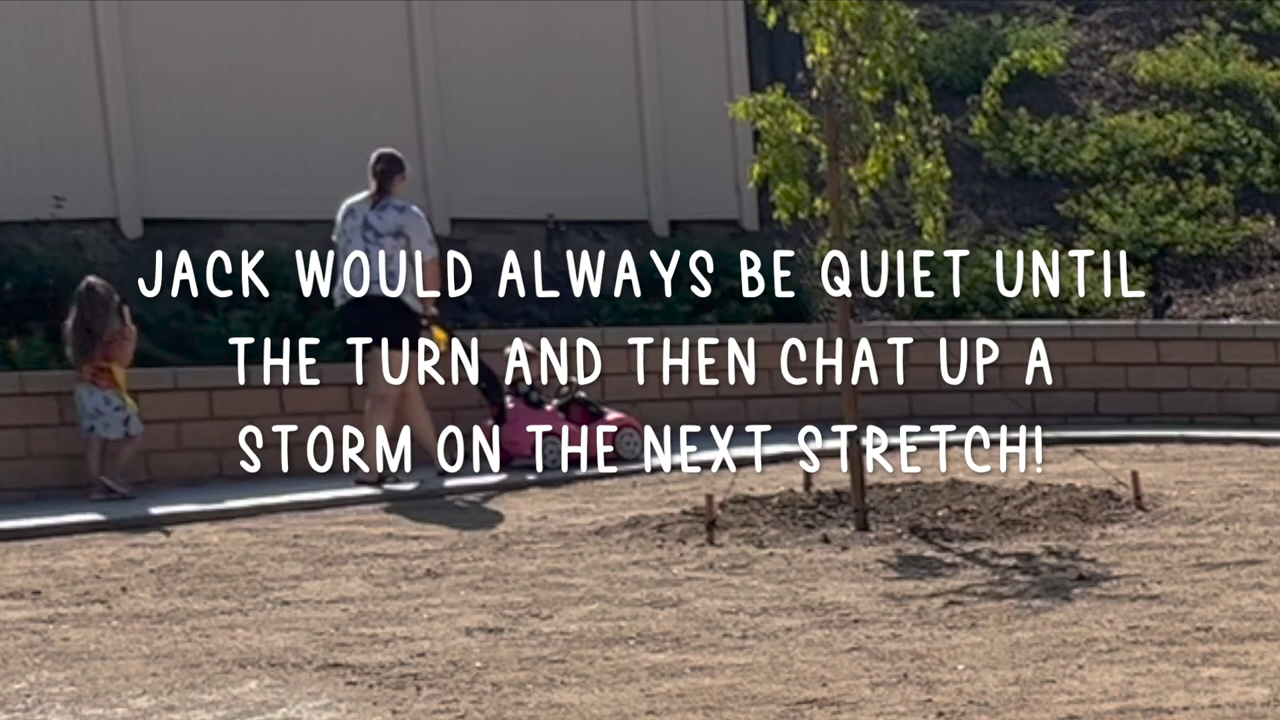 JACK WOULD ALWAYS BE QUIET UNTIL
THE TURN AND THEN CHAT UP A
STORM ON THE NEXT STRETCH!